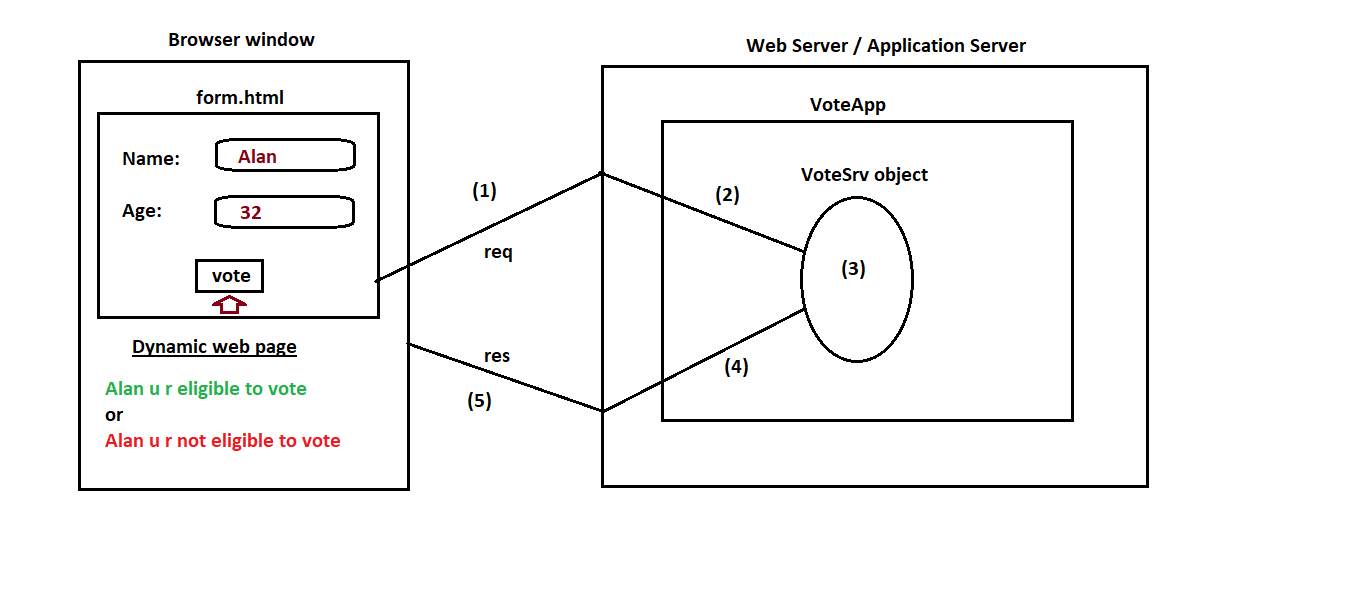 Browser window
form.html
Name: Alan
Age: 32
vote
Dynamic web page
Alan u r eligible to vote
or
Alan u r not eligible to vote
(1)
req
res
(5)
Web Server / Application Server
VoteApp
VoteSrv object
(2)
(3)
(4)